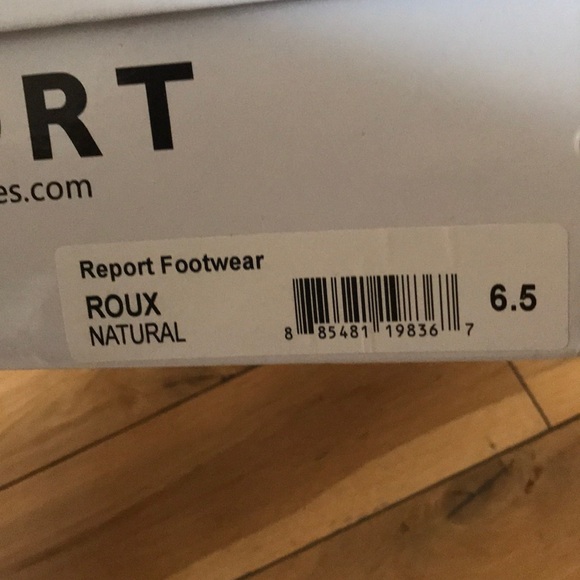 ORT
es.com
Report Footwear
ROUX
NATURAL
6.5
8 85481 19836 7